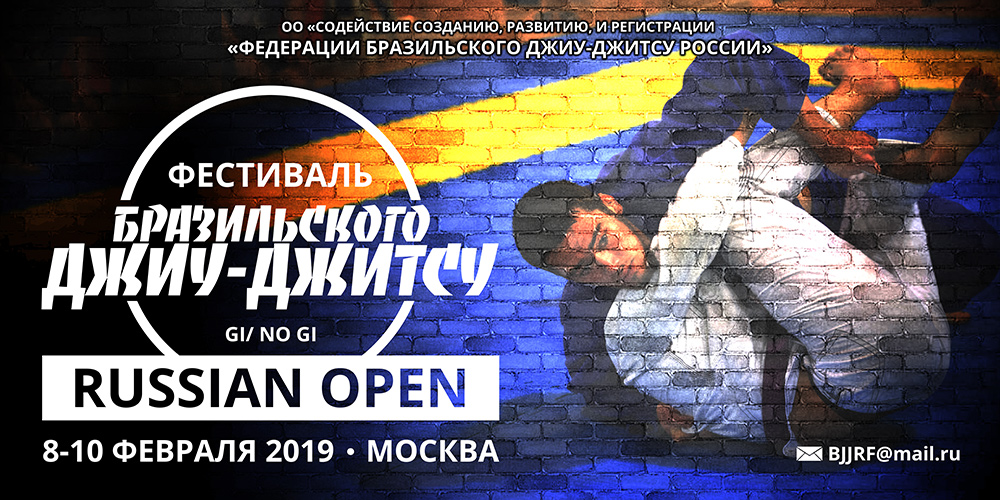 ОО «СОДЕЙСТВИЕ СОЗДАНИЮ, РАЗВИТИЮ, И РЕГИСТРАЦИИ
«ФЕДЕРАЦИИ БРАЗИЛЬСКОГО ДЖИУ-ДЖИТСУ РОССИИ»
ФЕСТИВАЛЬ
БРАЗИЛЬСКОГО
ДЖИУ-ДЖИТСУ
GI/ NO GI
RUSSIAN OPEN
8-10 ФЕВРАЛЯ 2019 • МОСКВА
BJJRF@mail.ru